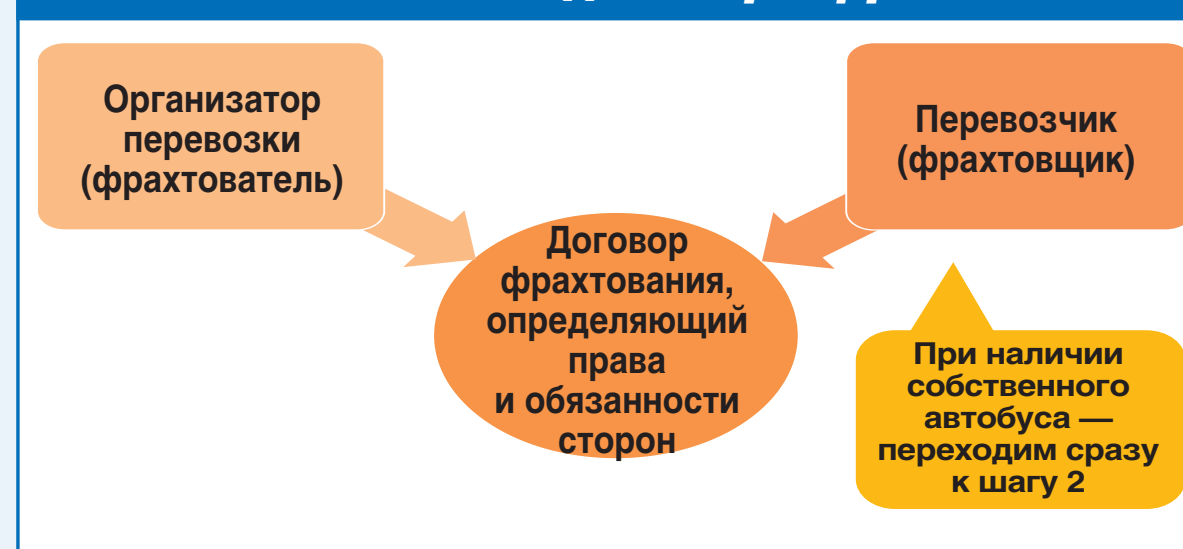 Организатор
перевозки
(фрахтователь)
Перевозчик
(фрахтовщик)
Договор
фрахтования,
определяющий
права
и обязанности
сторон
При наличии
собственного
автобуса —
переходим сразу
к шагу 2